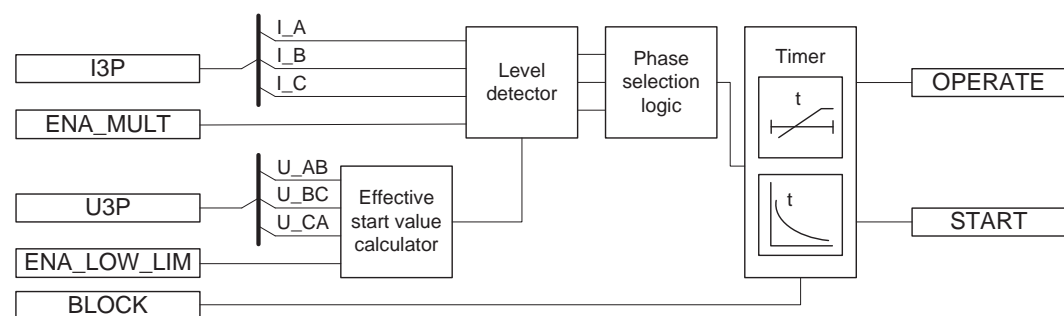 I3P
ENA_MULT
U3P
ENA_LOW_LIM
BLOCK
I_A
I_B
I_C
U_AB
U_BC
U_CA
Effective
start value
calculator
Level
detector
Phase
selection
logic
Timer
t
t
OPERATE
START